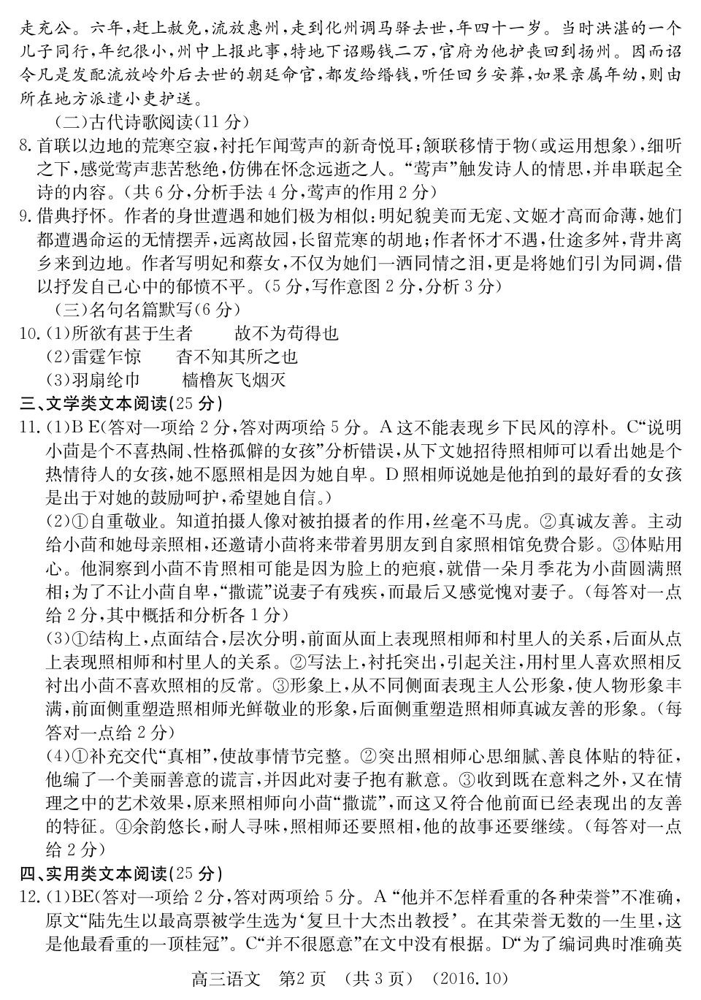 走充公。六年,赶上赦免,流放惠州,走到化州调马驿去世,年四十一岁。当时洪湛的一个
儿子同行,年纪很小,州中上报此事,特地下诏赐钱二万,官府为他护丧回到扬州。因而诏
令凡是发配流放岭外后去世的朝廷命官,都发给缗钱,听任回乡安葬,如果亲属年幼,则由
所在地方派遣小吏护送。
(二)古代诗歌阅读(11 分)
8. 首联以边地的荒寒空寂,衬托乍闻莺声的新奇悦耳;颔联移情于物(或运用想象),细听
之下,感觉莺声悲苦愁绝,仿佛在怀念远逝之人。“莺声”触发诗人的情思,并串联起全
诗的内容。(共 6 分,分析手法 4 分,莺声的作用 2 分)
9. 借典抒怀。作者的身世遭遇和她们极为相似:明妃貌美而无宠、文姬才高而命薄,她们
都遭遇命运的无情摆弄,远离故园,长留荒寒的胡地;作者怀才不遇,仕途多舛,背井离
乡来到边地。作者写明妃和蔡女,不仅为她们一洒同情之泪,更是将她们引为同调,借
以抒发自己心中的郁愤不平。(5 分,写作意图 2 分,分析 3 分)
(三)名句名篇默写(6 分)
10. (1)所欲有甚于生者 故不为苟得也
(2)雷霆乍惊 杳不知其所之也
(3)羽扇纶巾 樯橹灰飞烟灭
三、文学类文本阅读(25 分)
11. (1)B E(答对一项给 2 分,答对两项给 5 分。A 这不能表现乡下民风的淳朴。C“说明
小茴是个不喜热闹、性格孤僻的女孩”分析错误,从下文她招待照相师可以看出她是个
热情待人的女孩,她不愿照相是因为她自卑。D 照相师说她是他拍到的最好看的女孩
是出于对她的鼓励呵护,希望她自信。)
(2)①自重敬业。知道拍摄人像对被拍摄者的作用,丝毫不马虎。②真诚友善。主动
给小茴和她母亲照相,还邀请小茴将来带着男朋友到自家照相馆免费合影。③体贴用
心。他洞察到小茴不肯照相可能是因为脸上的疤痕,就借一朵月季花为小茴圆满照
相;为了不让小茴自卑,“撒谎”说妻子有残疾,而最后又感觉愧对妻子。(每答对一点
给 2 分,其中概括和分析各 1 分)
(3)①结构上,点面结合,层次分明,前面从面上表现照相师和村里人的关系,后面从点
上表现照相师和村里人的关系。②写法上,衬托突出,引起关注,用村里人喜欢照相反
衬出小茴不喜欢照相的反常。③形象上,从不同侧面表现主人公形象,使人物形象丰
满,前面侧重塑造照相师光鲜敬业的形象,后面侧重塑造照相师真诚友善的形象。(每
答对一点给 2 分)
(4)①补充交代“真相”,使故事情节完整。②突出照相师心思细腻、善良体贴的特征,
他编了一个美丽善意的谎言,并因此对妻子抱有歉意。③收到既在意料之外,又在情
理之中的艺术效果,原来照相师向小茴“撒谎”,而这又符合他前面已经表现出的友善
的特征。④余韵悠长,耐人寻味,照相师还要照相,他的故事还要继续。(每答对一点
给 2 分)
四、实用类文本阅读(25 分)
12. (1)BE(答对一项给 2 分,答对两项给 5 分。A “他并不怎样看重的各种荣誉”不准确,
原文“陆先生以最高票被学生选为‘复旦十大杰出教授’。在其荣誉无数的一生里,这
是他最看重的一顶桂冠”。C“并不很愿意”在文中没有根据。D“为了编词典时准确英
高三语文 第2 页 (共 3 页) (2016.10)